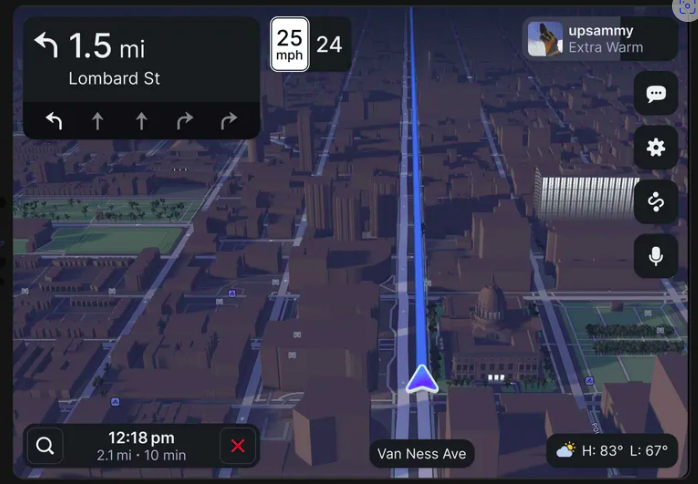 1.5 mi
Lombard St
25
mph
24
upsammy
Extra Warm
12:18 pm
2.1 mi · 10 min
Van Ness Ave
H: 83° L: 67°